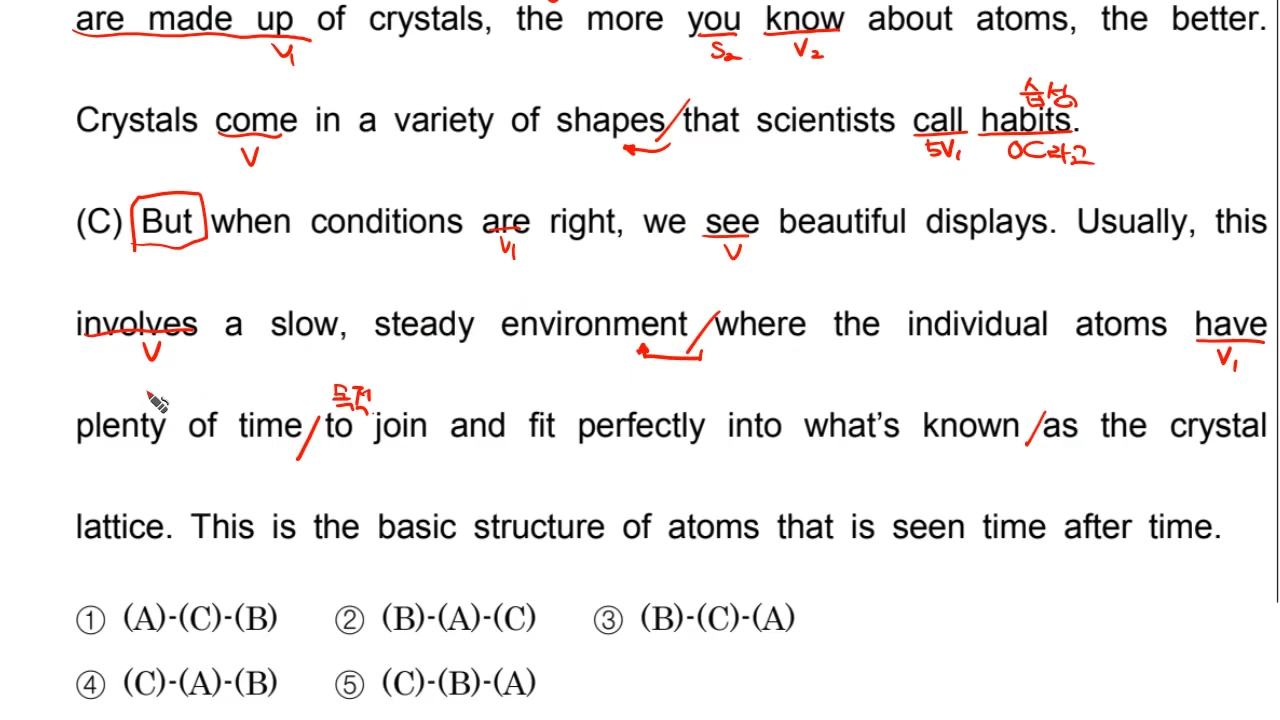 are made up of crystals, the more you know about atoms, the better.
V₁ S₂ V₂
습성
Crystals come in a variety of shapes that scientists call habits.
V 5V₁ OC라고
(C) But when conditions are right, we see beautiful displays. Usually, this
V₁ V
involves a slow, steady environment where the individual atoms have
V V₁
목적
plenty of time to join and fit perfectly into what's known as the crystal
lattice. This is the basic structure of atoms that is seen time after time.
① (A)-(C)-(B) ② (B)-(A)-(C) ③ (B)-(C)-(A)
④ (C)-(A)-(B) ⑤ (C)-(B)-(A)